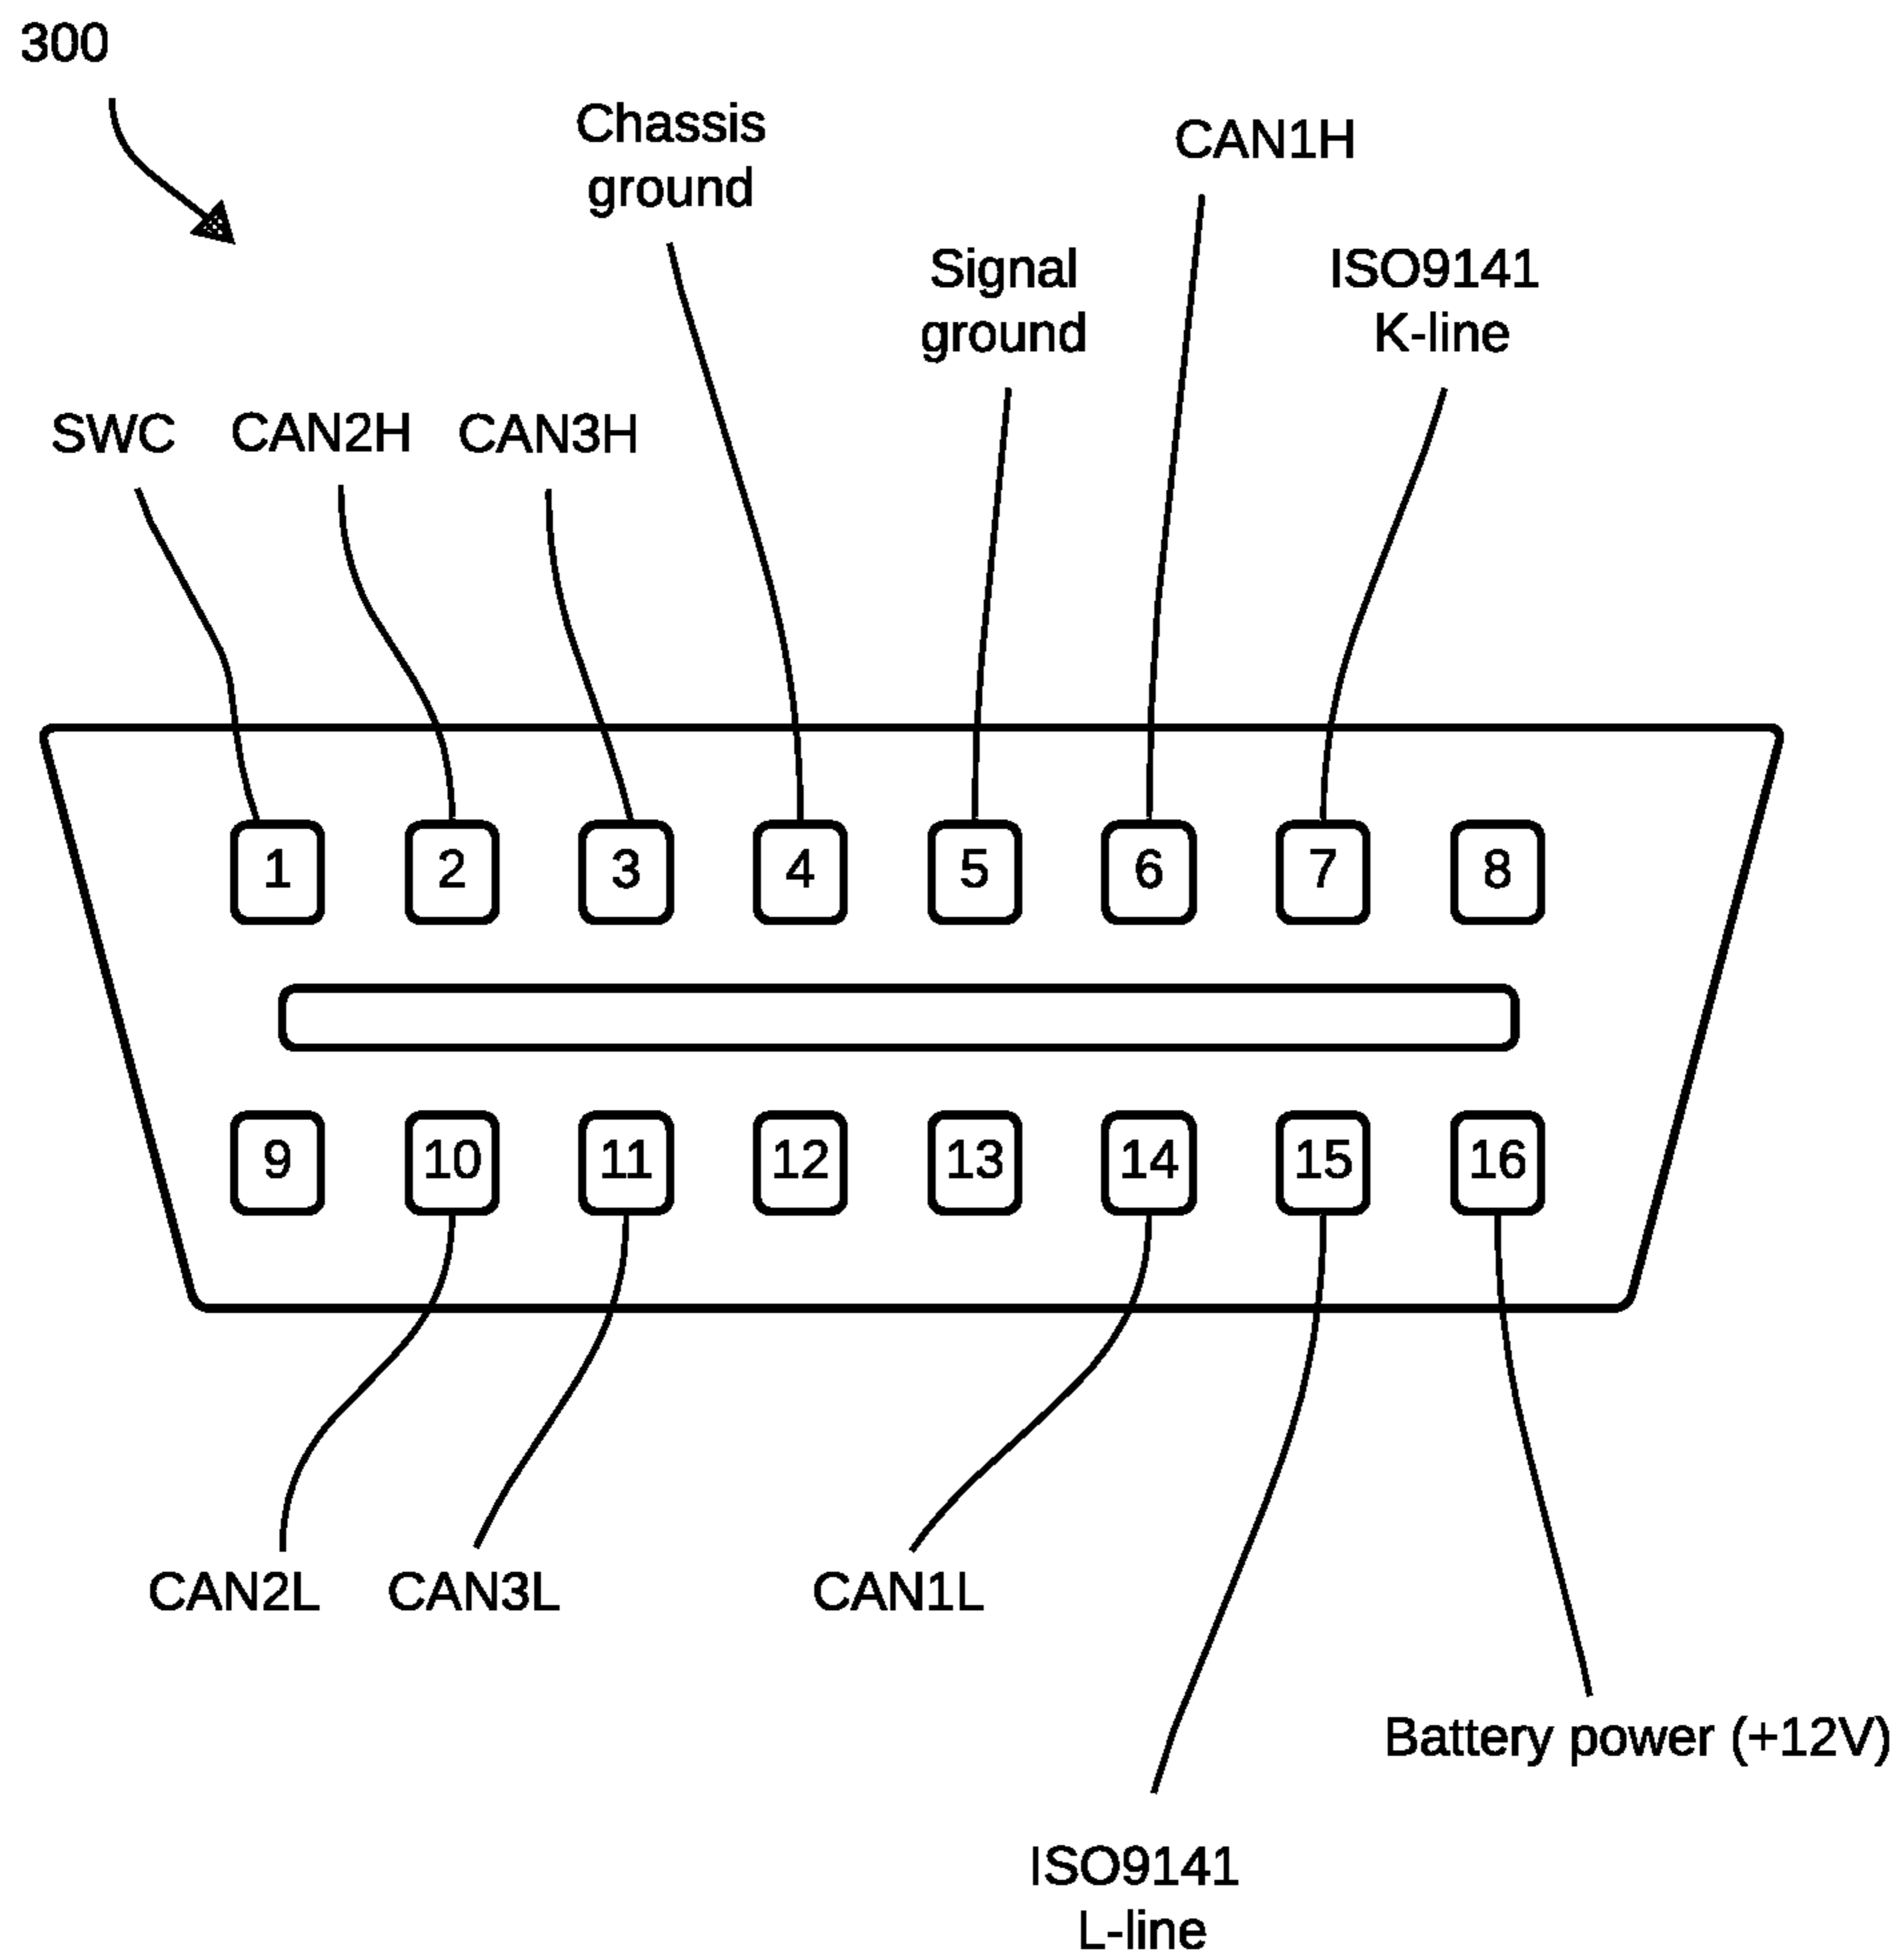 300
Chassis
ground
CAN1H
Signal
ground
ISO9141
K-line
SWC
CAN2H
CAN3H
1
2
3
4
5
6
7
8
9
10
11
12
13
14
15
16
CAN2L
CAN3L
CAN1L
Battery power (+12V)
ISO9141
L-line